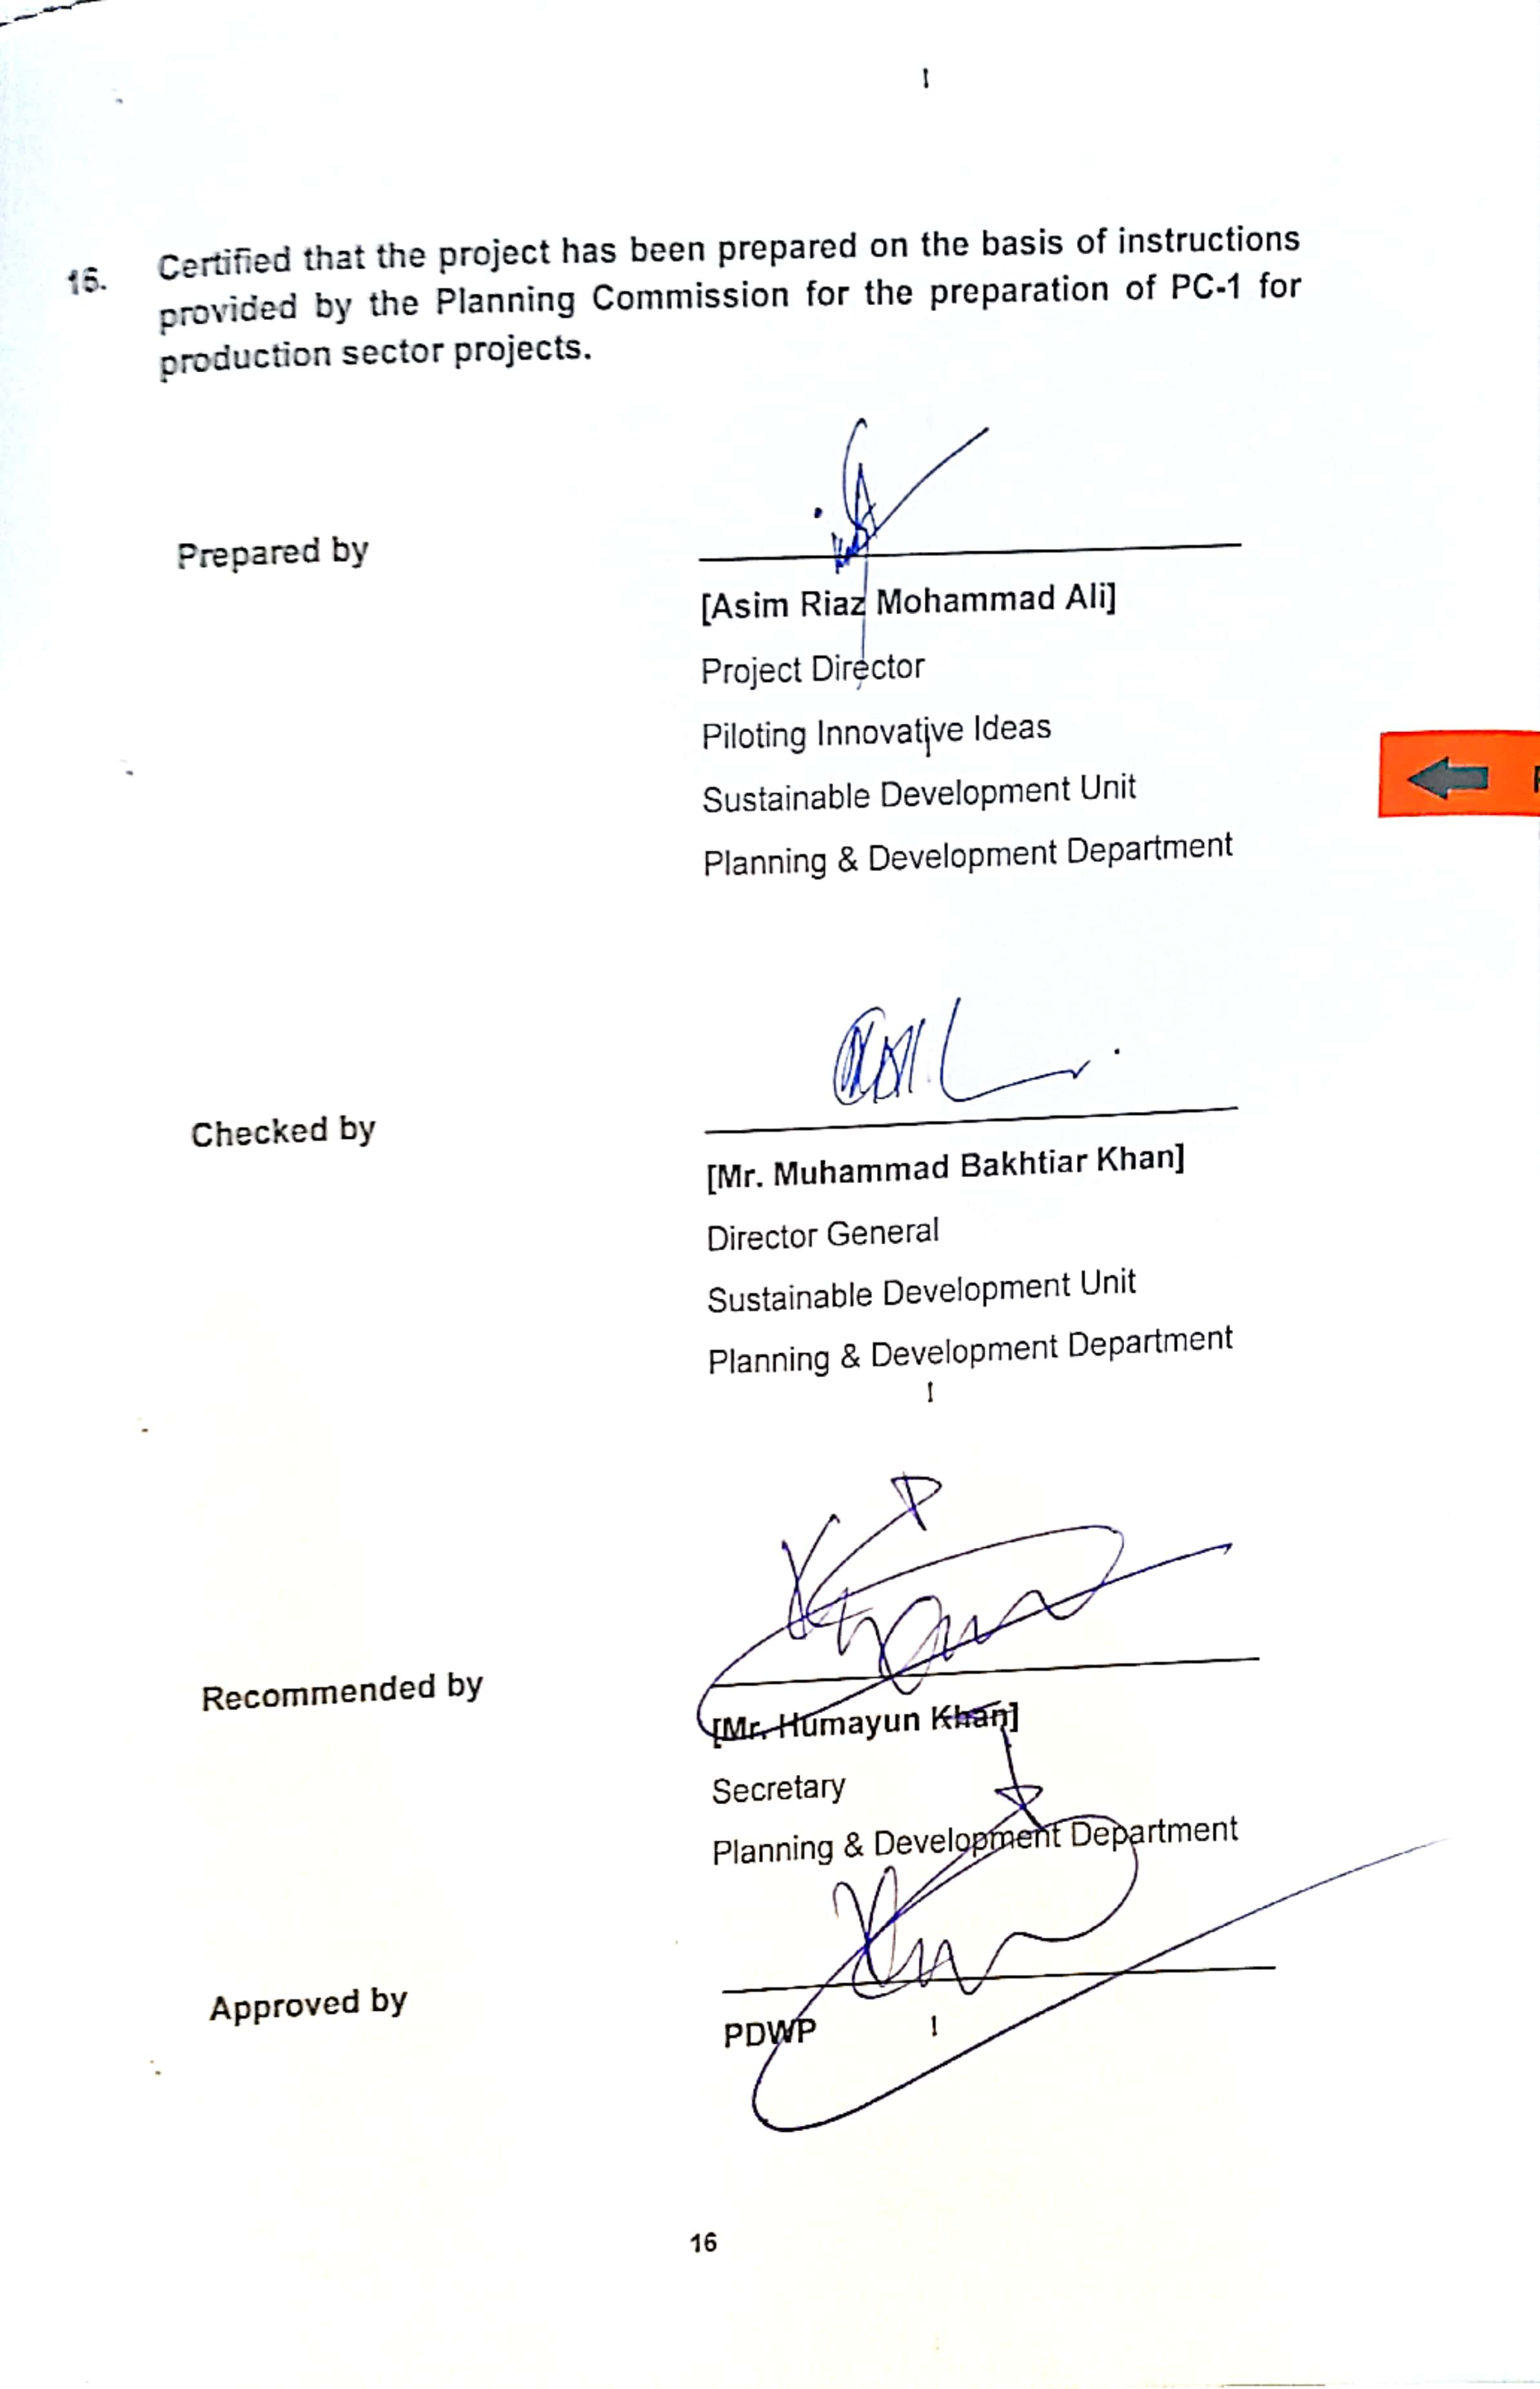 15. Certified that the project has been prepared on the basis of instructions
provided by the Planning Commission for the preparation of PC-1 for
production sector projects.
Prepared by
[Asim Riaz Mohammad Ali]
Project Director
Piloting Innovative Ideas
Sustainable Development Unit
Planning & Development Department
Checked by
[Mr. Muhammad Bakhtiar Khan]
Director General
Sustainable Development Unit
Planning & Development Department
Recommended by
[Mr. Humayun Khan]
Secretary
Planning & Development Department
Approved by
PDWP
16